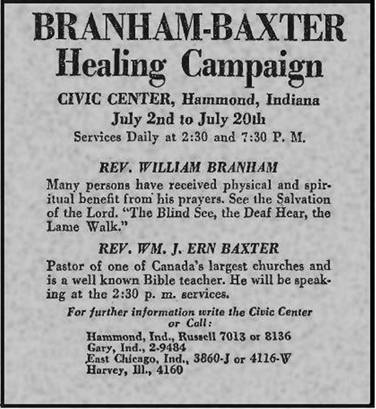 BRANHAM-BAXTER
Healing Campaign
CIVIC CENTER, Hammond, Indiana
July 2nd to July 20th
Services Daily at 2:30 and 7:30 P. M.
REV. WILLIAM BRANHAM
Many persons have received physical and spir-
itual benefit from his prayers. See the Salvation
of the Lord. “The Blind See, the Deaf Hear, the
Lame Walk.”
REV. WM. J. ERN BAXTER
Pastor of one of Canada's largest churches and
is a well known Bible teacher. He will be speak-
ing at the 2:30 p. m. services.
For further information write the Civic Center
or Call:
Hammond, Ind., Russell 7013 or 8136
Gary, Ind., 2-9484
East Chicago, Ind., 3860-J or 4116-W
Harvey, Ill., 4160